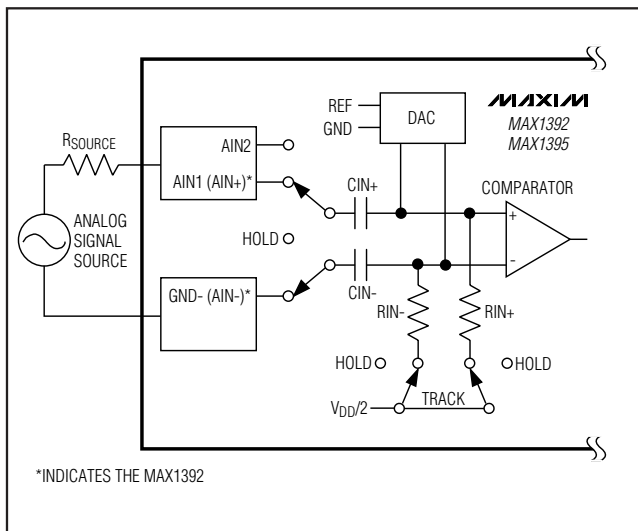 REF
GND
DAC
MAXIM
MAX1392
MAX1395
RSOURCE
AIN2
AIN1 (AIN+)*
CIN+
COMPARATOR
+
-
ANALOG
SIGNAL
SOURCE
HOLD
GND- (AIN-)*
CIN-
RIN-
RIN+
HOLD
HOLD
TRACK
VDD/2
*INDICATES THE MAX1392